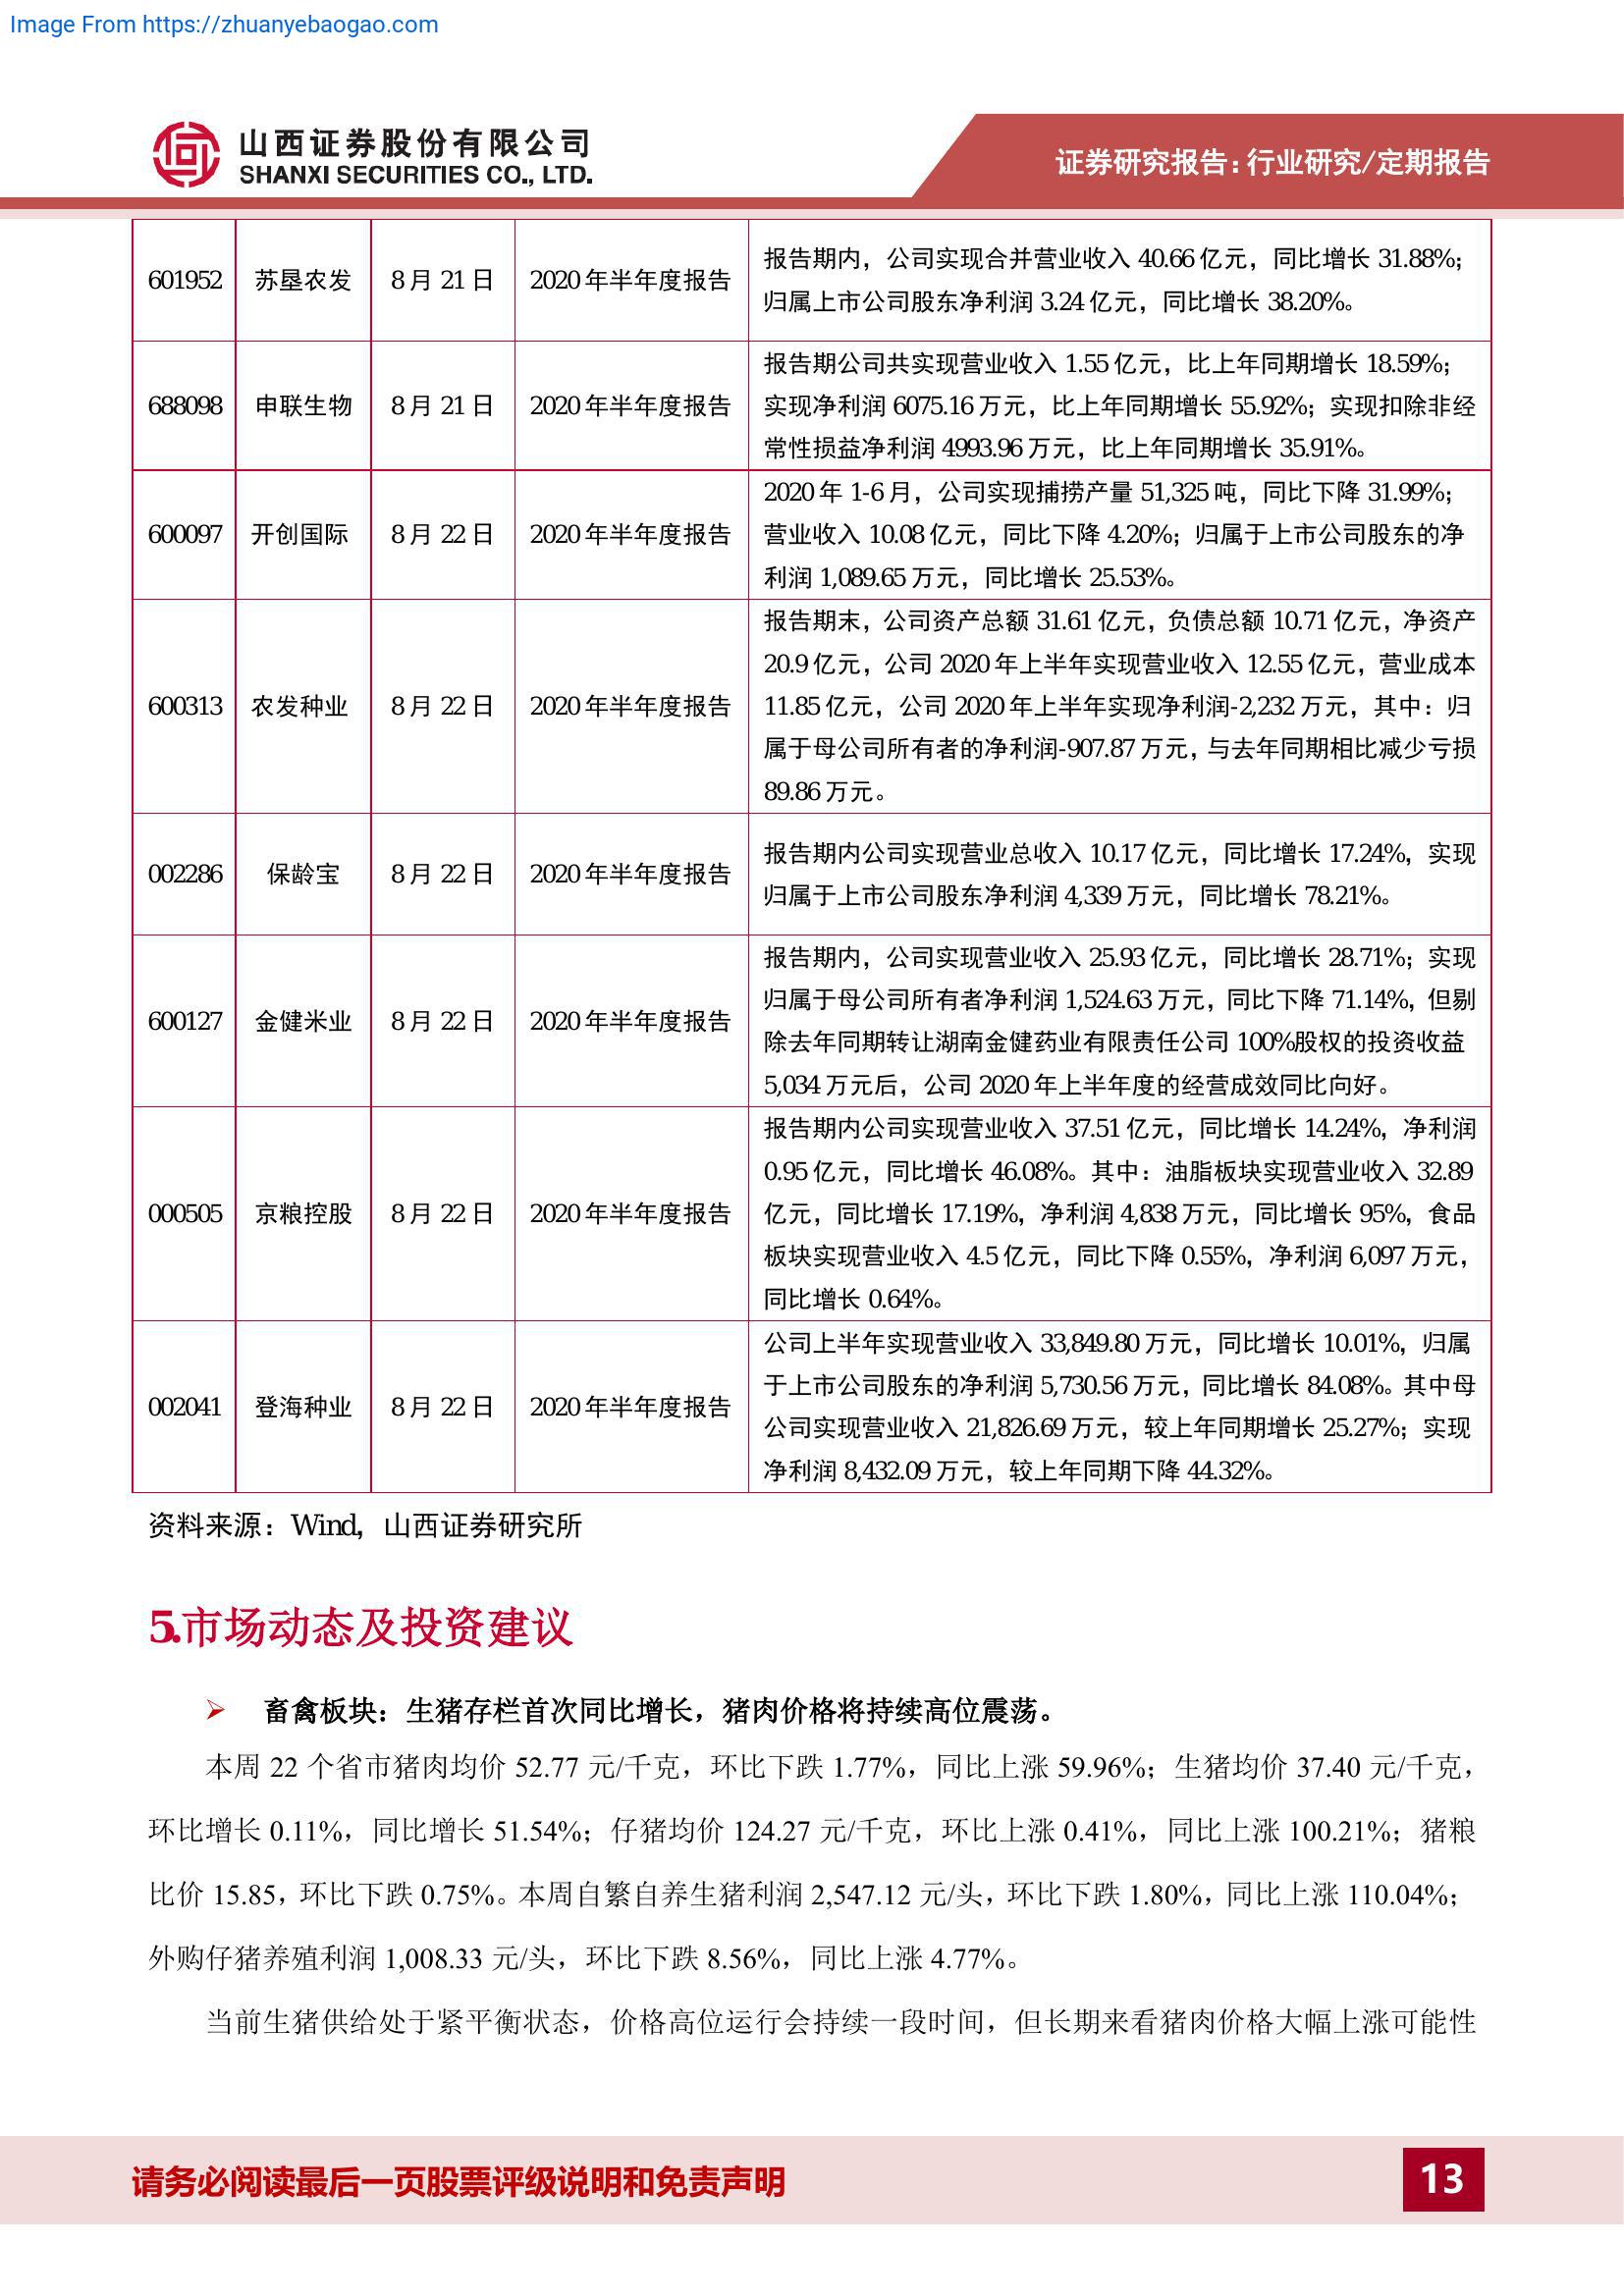 Image From https://zhuanyebaogao.com
山西证券股份有限公司
SHANXI SECURITIES CO., LTD.
证券研究报告：行业研究/定期报告
601952 苏垦农发 8月21日 2020年半年度报告
报告期内，公司实现合并营业收入 40.66 亿元，同比增长 31.88%；
归属上市公司股东净利润 3.24 亿元，同比增长 38.20%。
688098 申联生物 8月21日 2020年半年度报告
报告期公司共实现营业收入 1.55 亿元，比上年同期增长 18.59%；
实现净利润 6075.16 万元，比上年同期增长 55.92%；实现扣除非经
常性损益净利润 4993.96 万元，比上年同期增长 35.91%。
600097 开创国际 8月22日 2020年半年度报告
2020 年 1-6 月，公司实现捕捞产量 51,325 吨，同比下降 31.99%；
营业收入 10.08 亿元，同比下降 4.20%；归属于上市公司股东的净
利润 1,089.65 万元，同比增长 25.53%。
600313 农发种业 8月22日 2020年半年度报告
报告期末，公司资产总额 31.61 亿元，负债总额 10.71 亿元，净资产
20.9 亿元，公司 2020 年上半年实现营业收入 12.55 亿元，营业成本
11.85 亿元，公司 2020 年上半年实现净利润-2,232 万元，其中：归
属于母公司所有者的净利润-907.87 万元，与去年同期相比减少亏损
89.86 万元。
002286 保龄宝 8月22日 2020年半年度报告
报告期内公司实现营业总收入 10.17 亿元，同比增长 17.24%，实现
归属于上市公司股东净利润 4,339 万元，同比增长 78.21%。
600127 金健米业 8月22日 2020年半年度报告
报告期内，公司实现营业收入 25.93 亿元，同比增长 28.71%；实现
归属于母公司所有者净利润 1,524.63 万元，同比下降 71.14%，但剔
除去年同期转让湖南金健药业有限责任公司 100%股权的投资收益
5,034 万元后，公司 2020 年上半年度的经营成效同比向好。
000505 京粮控股 8月22日 2020年半年度报告
报告期内公司实现营业收入 37.51 亿元，同比增长 14.24%，净利润
0.95 亿元，同比增长 46.08%。其中：油脂板块实现营业收入 32.89
亿元，同比增长 17.19%，净利润 4,838 万元，同比增长 95%，食品
板块实现营业收入 4.5 亿元，同比下降 0.55%，净利润 6,097 万元，
同比增长 0.64%。
002041 登海种业 8月22日 2020年半年度报告
公司上半年实现营业收入 33,849.80 万元，同比增长 10.01%，归属
于上市公司股东的净利润 5,730.56 万元，同比增长 84.08%。其中母
公司实现营业收入 21,826.69 万元，较上年同期增长 25.27%；实现
净利润 8,432.09 万元，较上年同期下降 44.32%。
资料来源：Wind，山西证券研究所
5.市场动态及投资建议
➢ 畜禽板块：生猪存栏首次同比增长，猪肉价格将持续高位震荡。
本周 22 个省市猪肉均价 52.77 元/千克，环比下跌 1.77%，同比上涨 59.96%；生猪均价 37.40 元/千克，
环比增长 0.11%，同比增长 51.54%；仔猪均价 124.27 元/千克，环比上涨 0.41%，同比上涨 100.21%；猪粮
比价 15.85，环比下跌 0.75%。本周自繁自养生猪利润 2,547.12 元/头，环比下跌 1.80%，同比上涨 110.04%；
外购仔猪养殖利润 1,008.33 元/头，环比下跌 8.56%，同比上涨 4.77%。
当前生猪供给处于紧平衡状态，价格高位运行会持续一段时间，但长期来看猪肉价格大幅上涨可能性
请务必阅读最后一页股票评级说明和免责声明
13